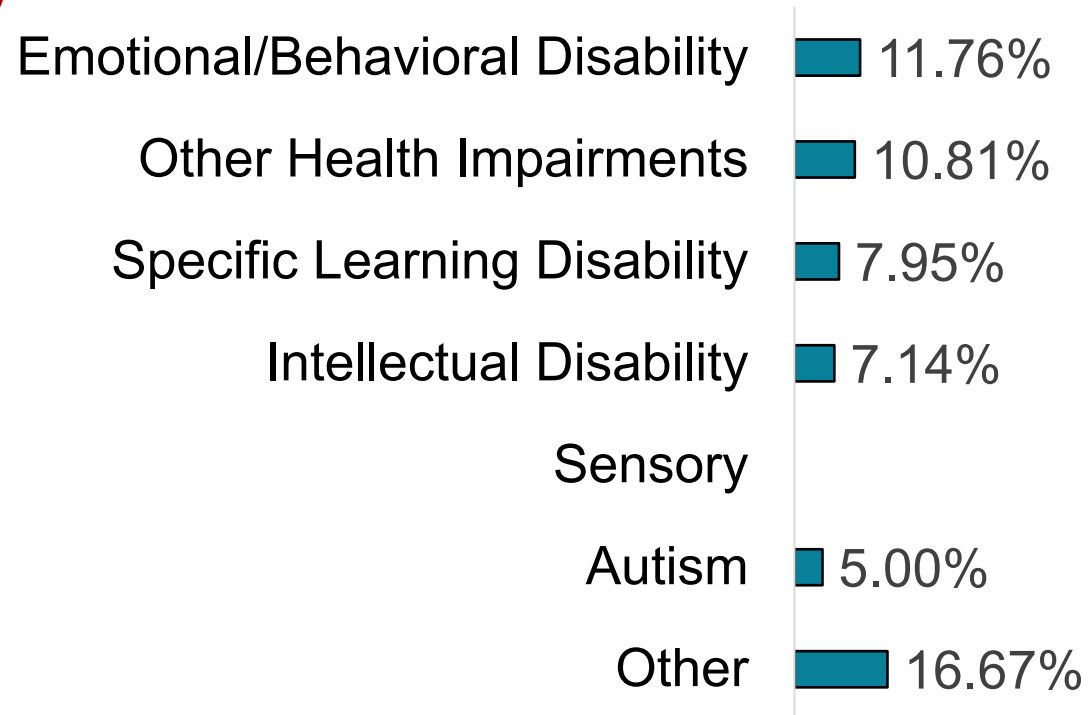 Emotional/Behavioral Disability 11.76%
Other Health Impairments 10.81%
Specific Learning Disability 7.95%
Intellectual Disability 7.14%
Sensory
Autism 5.00%
Other 16.67%